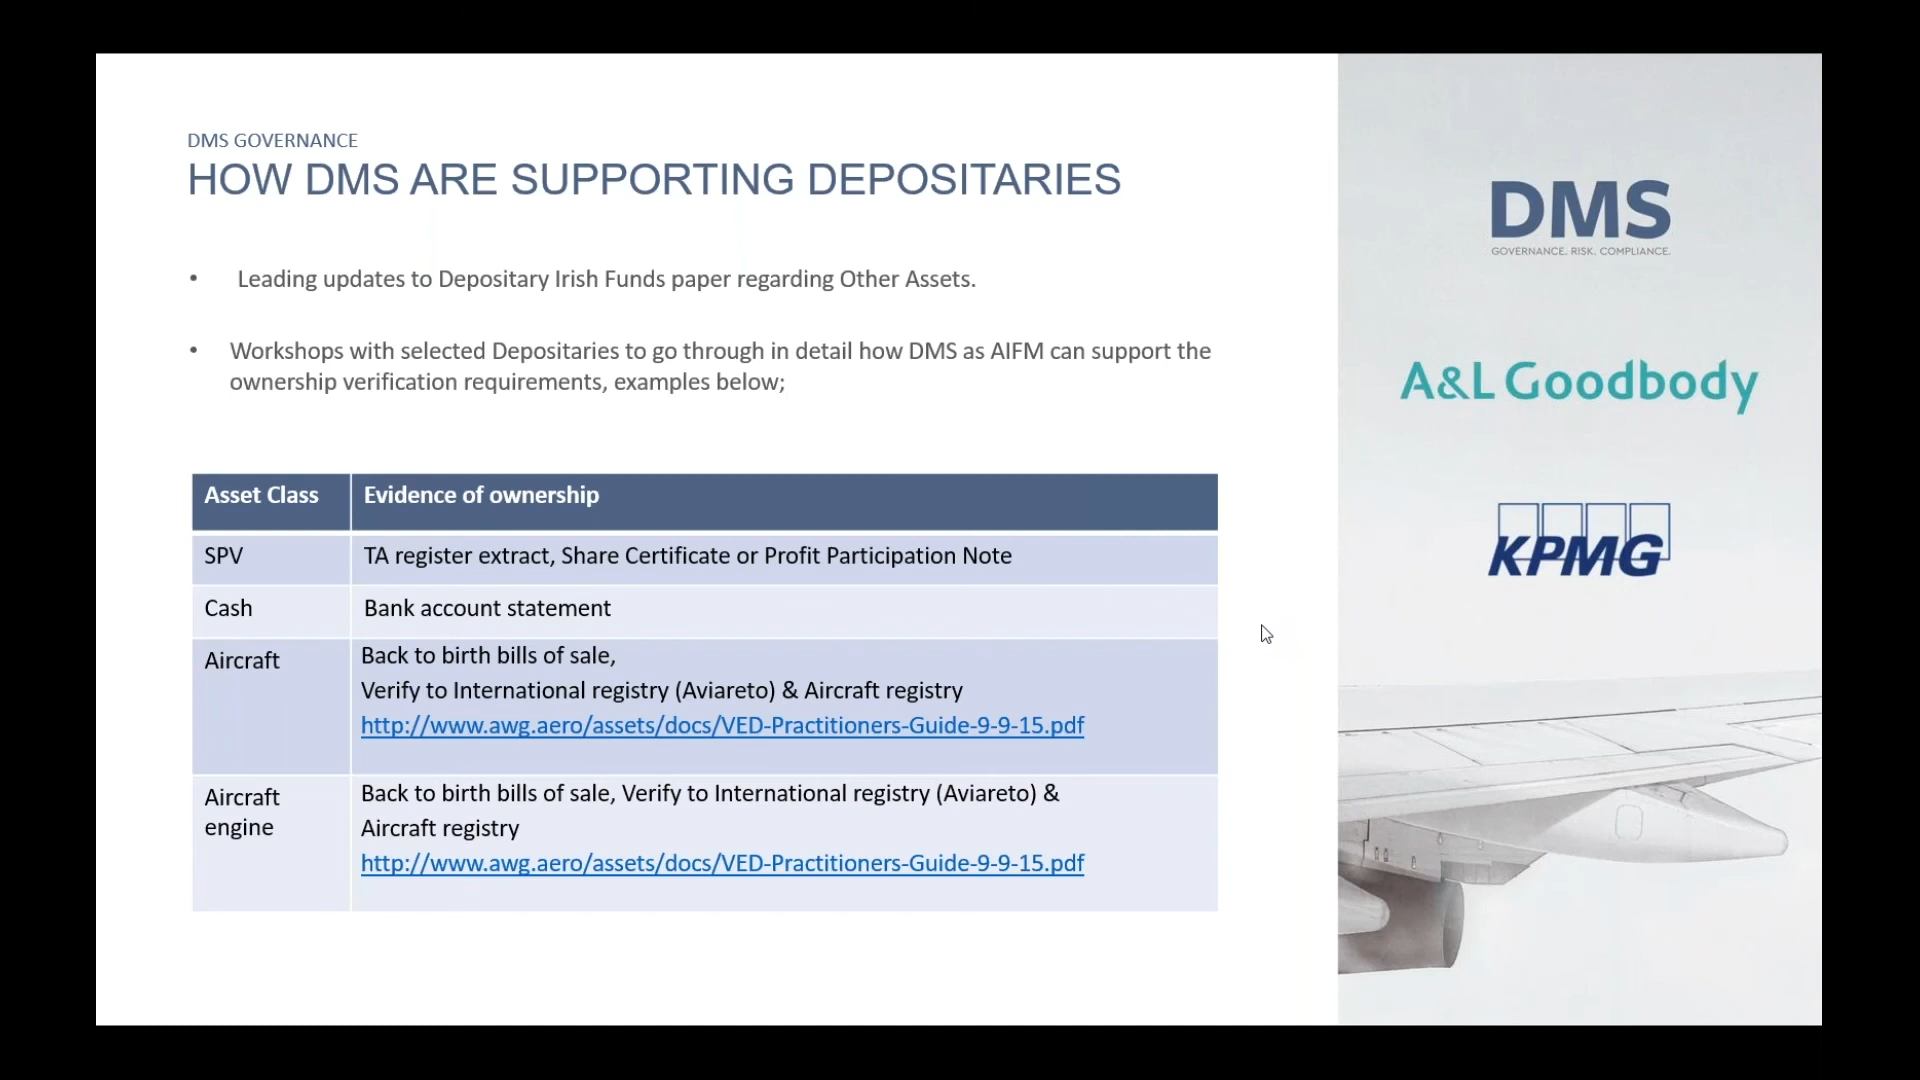 DMS GOVERNANCE
HOW DMS ARE SUPPORTING DEPOSITARIES
• Leading updates to Depositary Irish Funds paper regarding Other Assets.
• Workshops with selected Depositaries to go through in detail how DMS as AIFM can support the
ownership verification requirements, examples below;
Asset Class Evidence of ownership
SPV TA register extract, Share Certificate or Profit Participation Note
Cash Bank account statement
Aircraft Back to birth bills of sale,
Verify to International registry (Aviareto) & Aircraft registry
http://www.awg.aero/assets/docs/VED-Practitioners-Guide-9-9-15.pdf
Aircraft engine Back to birth bills of sale, Verify to International registry (Aviareto) &
Aircraft registry
http://www.awg.aero/assets/docs/VED-Practitioners-Guide-9-9-15.pdf
DMS
GOVERNANCE. RISK. COMPLIANCE.
A&L Goodbody
KPMG